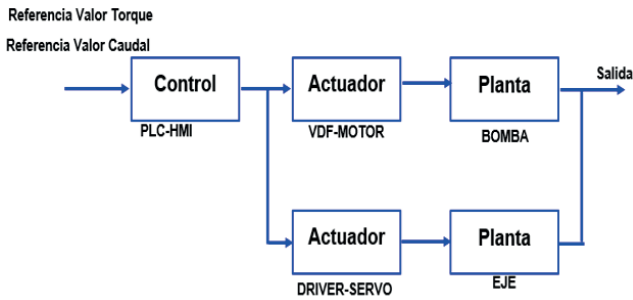 Referencia Valor Torque
Referencia Valor Caudal
Control
PLC-HMI
Actuador
VDF-MOTOR
Planta
BOMBA
Salida
Actuador
DRIVER-SERVO
Planta
EJE